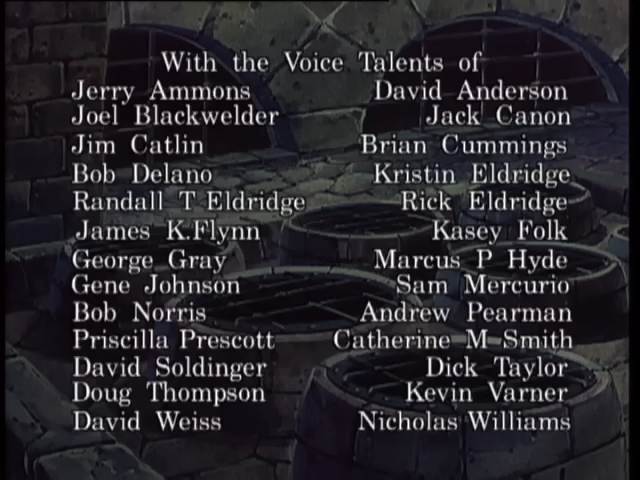 With the Voice Talents of
Jerry Ammons David Anderson
Joel Blackwelder Jack Canon
Jim Catlin Brian Cummings
Bob Delano Kristin Eldridge
Randall T Eldridge Rick Eldridge
James K.Flynn Kasey Folk
George Gray Marcus P Hyde
Gene Johnson Sam Mercurio
Bob Norris Andrew Pearman
Priscilla Prescott Catherine M Smith
David Soldinger Dick Taylor
Doug Thompson Kevin Varner
David Weiss Nicholas Williams